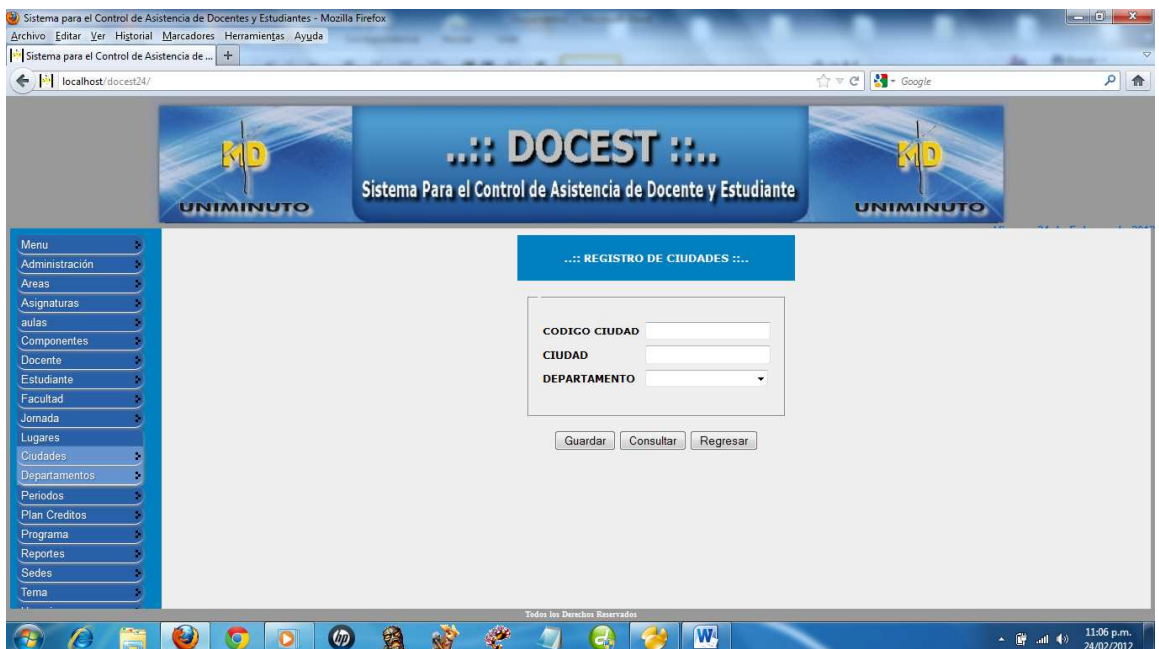 Sistema para el Control de Asistencia de Docentes y Estudiantes - Mozilla Firefox
Archivo Editar Ver Historial Marcadores Herramientas Ayuda
Sistema para el Control de Asistencia de ...
localhost/docest24/
Google
UNIMINUTO
..:: DOCEST ::..
Sistema Para el Control de Asistencia de Docente y Estudiante
UNIMINUTO
Menu
Administración
Areas
Asignaturas
aulas
Componentes
Docente
Estudiante
Facultad
Jornada
Lugares
Ciudades
Departamentos
Periodos
Plan Creditos
Programa
Reportes
Sedes
Tema
..:: REGISTRO DE CIUDADES ::..
CODIGO CIUDAD
CIUDAD
DEPARTAMENTO
Guardar Consultar Regresar
Todos los Derechos Reservados
11:06 p.m.
24/02/2012